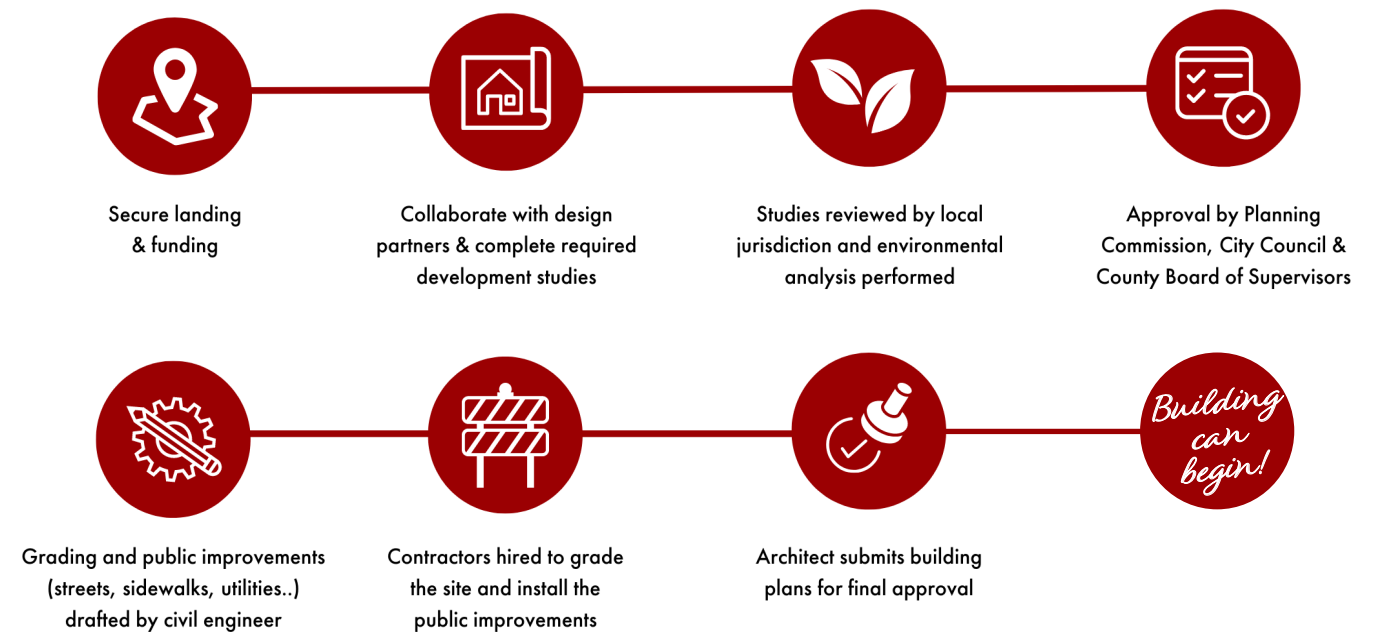 Secure landing
& funding
Collaborate with design
partners & complete required
development studies
Studies reviewed by local
jurisdiction and environmental
analysis performed
Approval by Planning
Commission, City Council &
County Board of Supervisors
Grading and public improvements
(streets, sidewalks, utilities..)
drafted by civil engineer
Contractors hired to grade
the site and install the
public improvements
Architect submits building
plans for final approval
Building
can
begin!